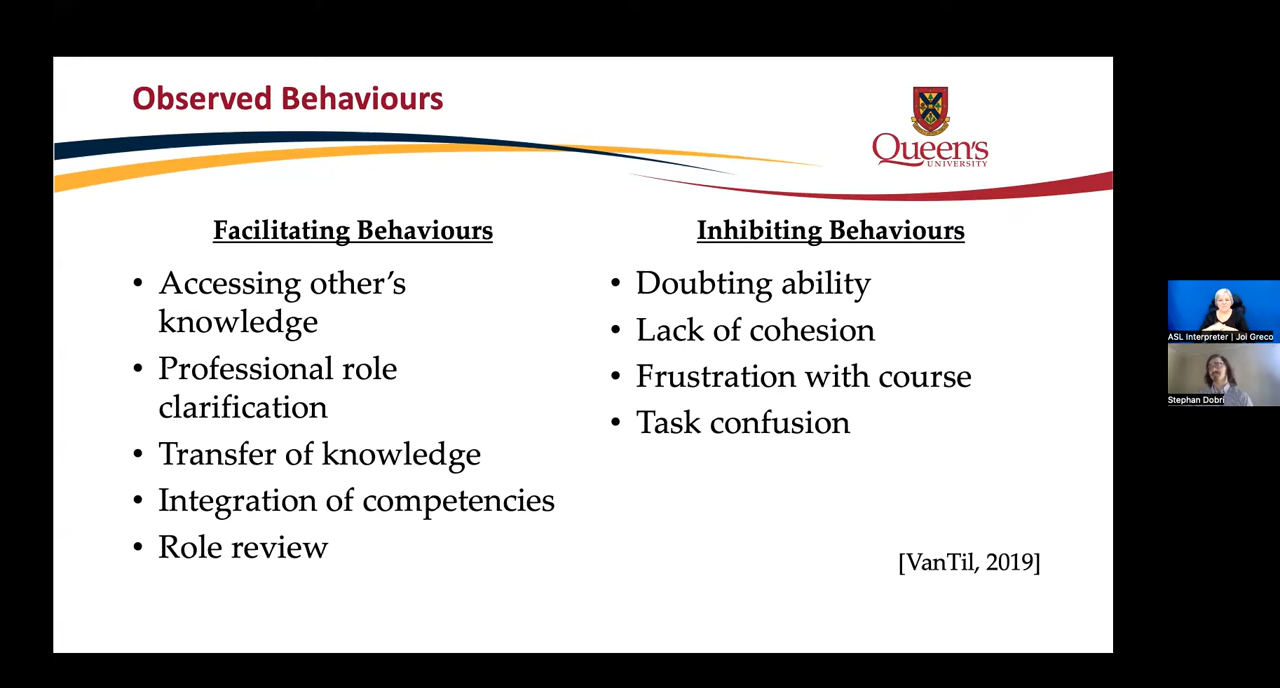 Observed Behaviours
Queen's
UNIVERSITY
Facilitating Behaviours
• Accessing other's
knowledge
• Professional role
clarification
• Transfer of knowledge
• Integration of competencies
• Role review
Inhibiting Behaviours
• Doubting ability
• Lack of cohesion
• Frustration with course
• Task confusion
[VanTil, 2019]
ASL Interpreter | Jol Greco
Stephan Dobri